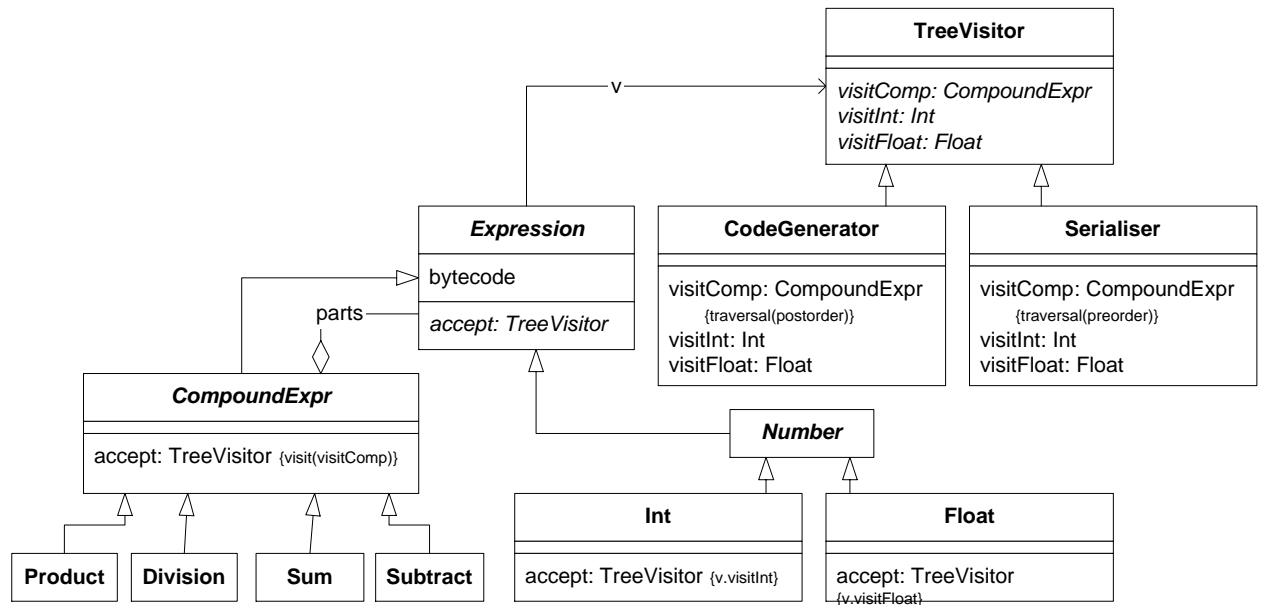 TreeVisitor
visitComp: CompoundExpr
visitInt: Int
visitFloat: Float
v
Expression
bytecode
accept: TreeVisitor
CodeGenerator
visitComp: CompoundExpr
{traversal(postorder)}
visitInt: Int
visitFloat: Float
Serialiser
visitComp: CompoundExpr
{traversal(preorder)}
visitInt: Int
visitFloat: Float
parts
CompoundExpr
accept: TreeVisitor {visit(visitComp)}
Number
Product
Division
Sum
Subtract
Int
accept: TreeVisitor {v.visitInt}
Float
accept: TreeVisitor
{v.visitFloat}